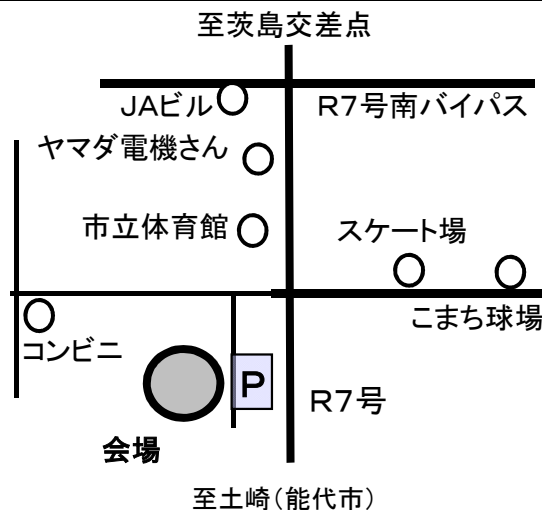 至茨島交差点
JAビル
R7号南バイパス
ヤマダ電機さん
市立体育館
スケート場
こまち球場
コンビニ
P
R7号
会場
至土崎(能代市)